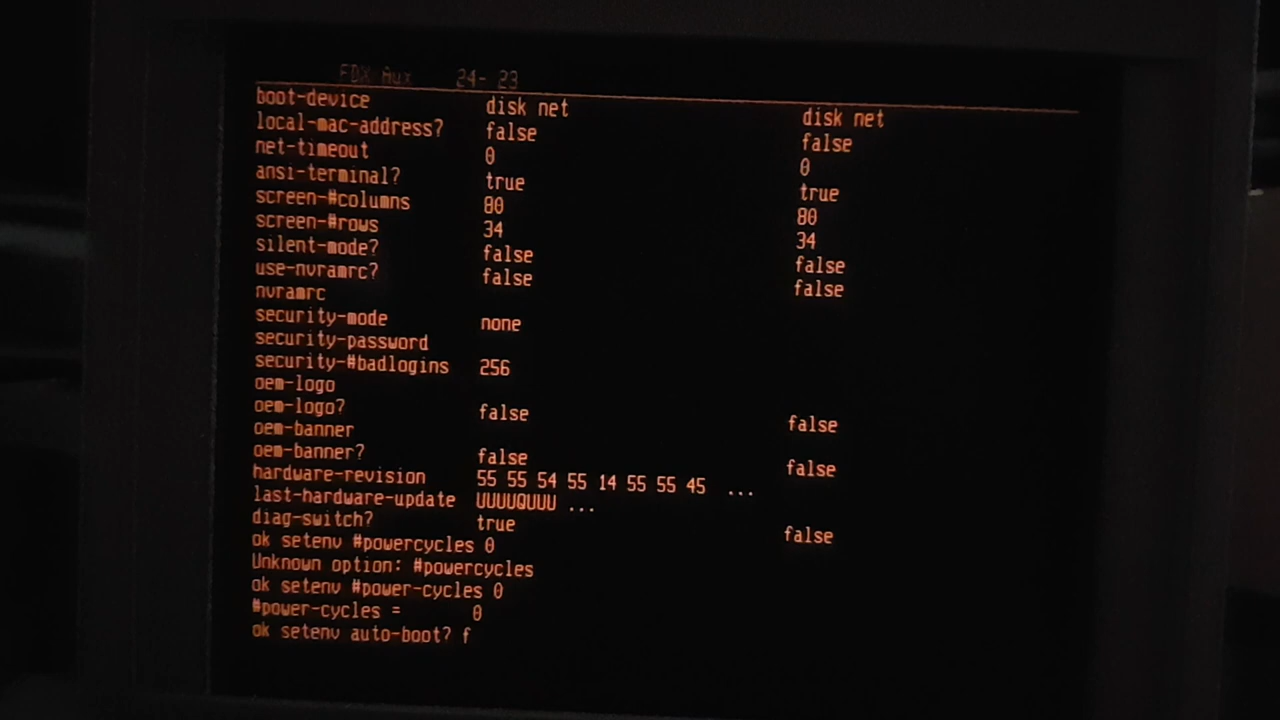 FDX Aux 24- 23
boot-device disk net disk net
local-mac-address? false false
net-timeout 0 0
ansi-terminal? true true
screen-#columns 80 80
screen-#rows 34 34
silent-mode? false false
use-nvramrc? false false
nvramrc
security-mode none
security-password
security-#badlogins 256
oem-logo
oem-logo? false false
oem-banner
oem-banner? false false
hardware-revision 55 55 54 55 14 55 55 45 ...
last-hardware-update UUUUQUUU ...
diag-switch? true false
ok setenv #powercycles 0
Unknown option: #powercycles
ok setenv #power-cycles 0
#power-cycles = 0
ok setenv auto-boot? f